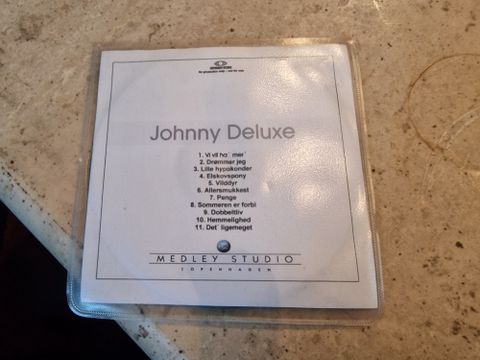 Johnny Deluxe
1. Vi vil ha´ mer´
2. Drømmer jeg
3. Lille hypokonder
4. Elskovspony
5. Vilddyr
6. Allersmukkest
7. Penge
8. Sommeren er forbi
9. Dobbeltliv
10. Hemmelighed
11. Det´ ligemeget
MEDLEY STUDIO
COPENHAGEN